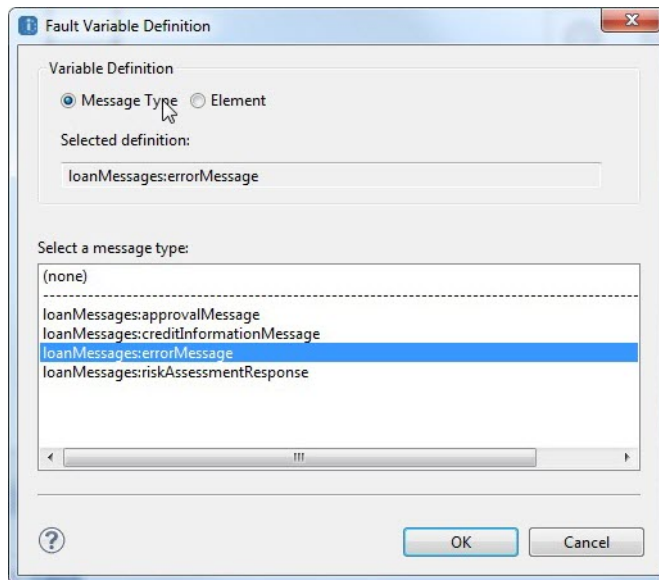 Fault Variable Definition
Variable Definition
Message Type Element
Selected definition:
loanMessages:errorMessage
Select a message type:
(none)
loanMessages:approvalMessage
loanMessages:creditInformationMessage
loanMessages:errorMessage
loanMessages:riskAssessmentResponse
OK Cancel